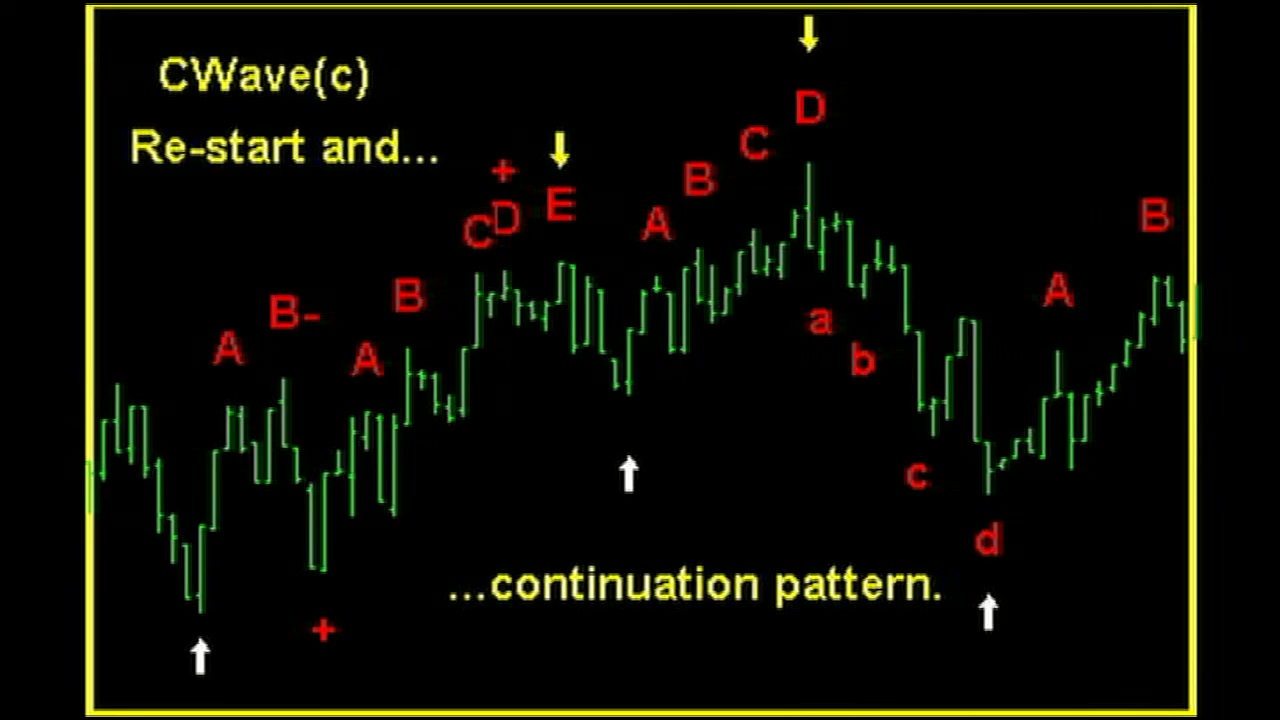 CWave(c)
Re-start and...
A
B-
A
B
C
+
D
E
A
B
C
D
a
b
c
d
A
B
+
...continuation pattern.